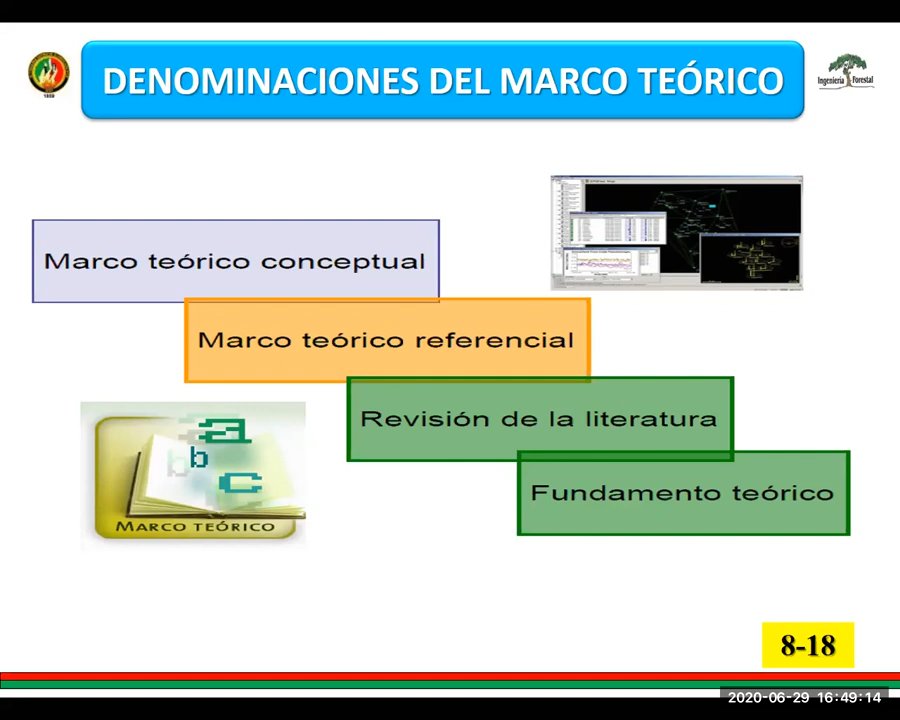 DENOMINACIONES DEL MARCO TEÓRICO
1859
Ingeniería Forestal
Marco teórico conceptual
Marco teórico referencial
Revisión de la literatura
Fundamento teórico
a
b b
c
MARCO TEÓRICO
8-18
2020-06-29 16:49:14